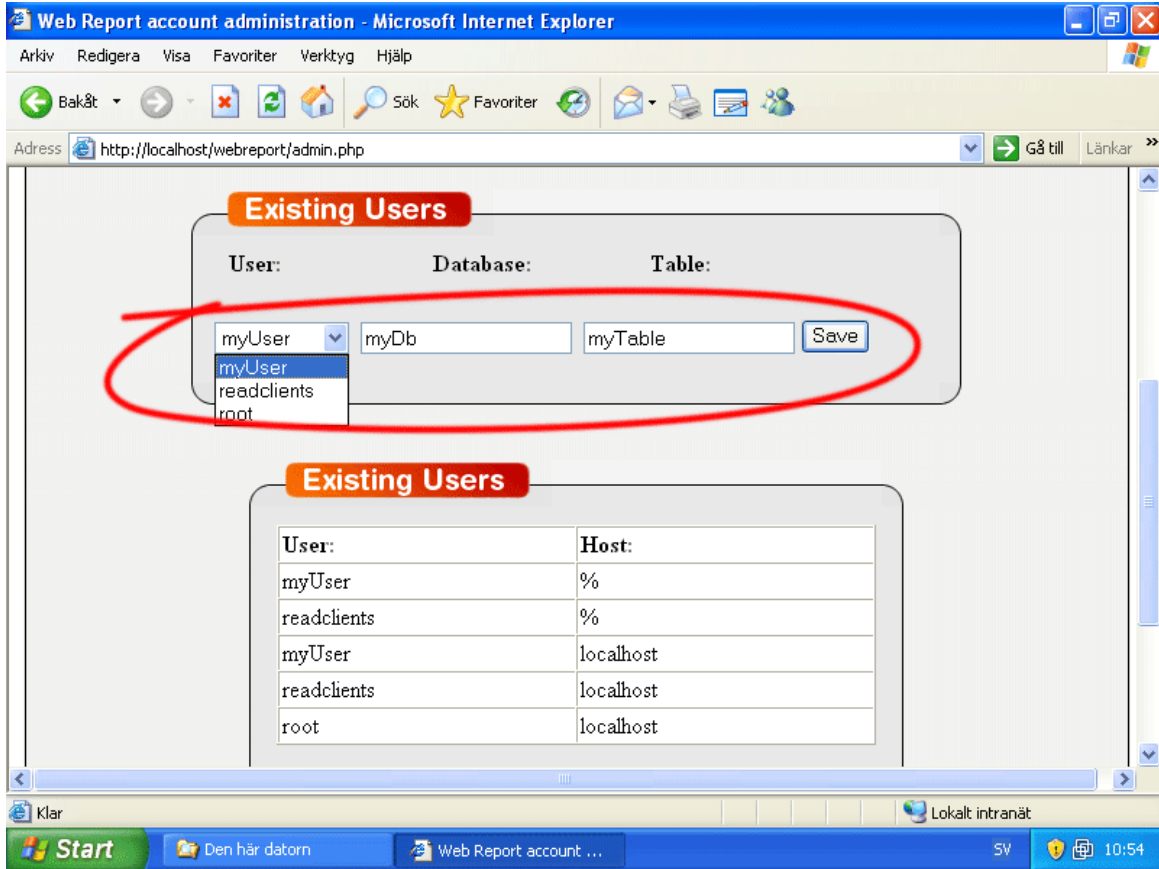 Web Report account administration - Microsoft Internet Explorer
Arkiv Redigera Visa Favoriter Verktyg Hjälp
Bakåt Sök Favoriter
Adress http://localhost/webreport/admin.php Gå till Länkar »
Existing Users
User: Database: Table:
myUser myDb myTable Save
myUser
readclients
root
Existing Users
User: Host:
myUser %
readclients %
myUser localhost
readclients localhost
root localhost
Klar Lokalt intranät
Start Den här datorn Web Report account ... SV 10:54